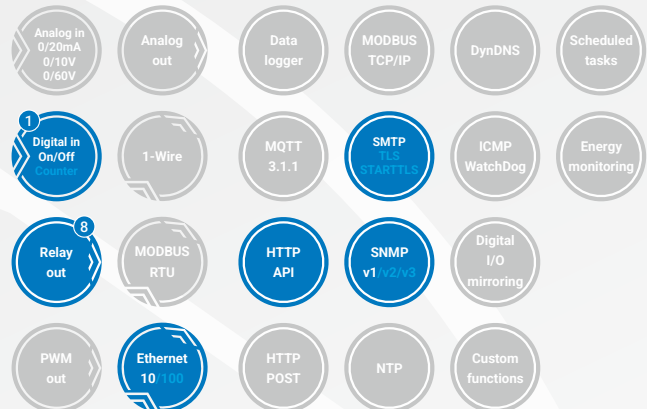 Analog in
0/20mA
0/10V
0/60V
Analog
out
Data
logger
MODBUS
TCP/IP
DynDNS
Scheduled
tasks
1
Digital in
On/Off
Counter
1-Wire
MQTT
3.1.1
SMTP
TLS
STARTTLS
ICMP
WatchDog
Energy
monitoring
8
Relay
out
MODBUS
RTU
HTTP
API
SNMP
v1/v2/v3
Digital
I/O
mirroring
PWM
out
Ethernet
10/100
HTTP
POST
NTP
Custom
functions